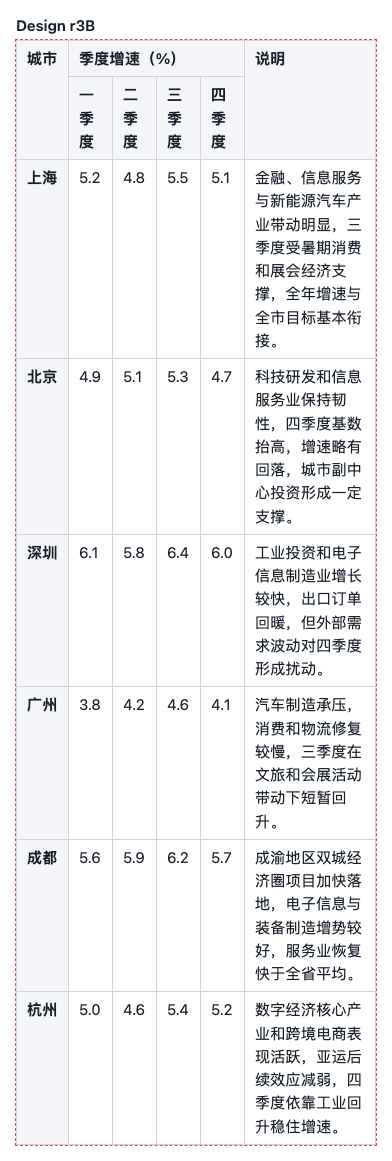 Design r3B
城市 季度增速（%） 说明
一季度 二季度 三季度 四季度
上海 5.2 4.8 5.5 5.1 金融、信息服务
与新能源汽车产
业带动明显，三
季度受暑期消费
和展会经济支
撑，全年增速与
全市目标基本衔
接。
北京 4.9 5.1 5.3 4.7 科技研发和信息
服务业保持韧
性，四季度基数
抬高，增速略有
回落，城市副中
心投资形成一定
支撑。
深圳 6.1 5.8 6.4 6.0 工业投资和电子
信息制造业增长
较快，出口订单
回暖，但外部需
求波动对四季度
形成扰动。
广州 3.8 4.2 4.6 4.1 汽车制造承压，
消费和物流修复
较慢，三季度在
文旅和会展活动
带动下短暂回
升。
成都 5.6 5.9 6.2 5.7 成渝地区双城经
济圈项目加快落
地，电子信息与
装备制造增势较
好，服务业恢复
快于全省平均。
杭州 5.0 4.6 5.4 5.2 数字经济核心产
业和跨境电商表
现活跃，亚运后
续效应减弱，四
季度依靠工业回
升稳住增速。